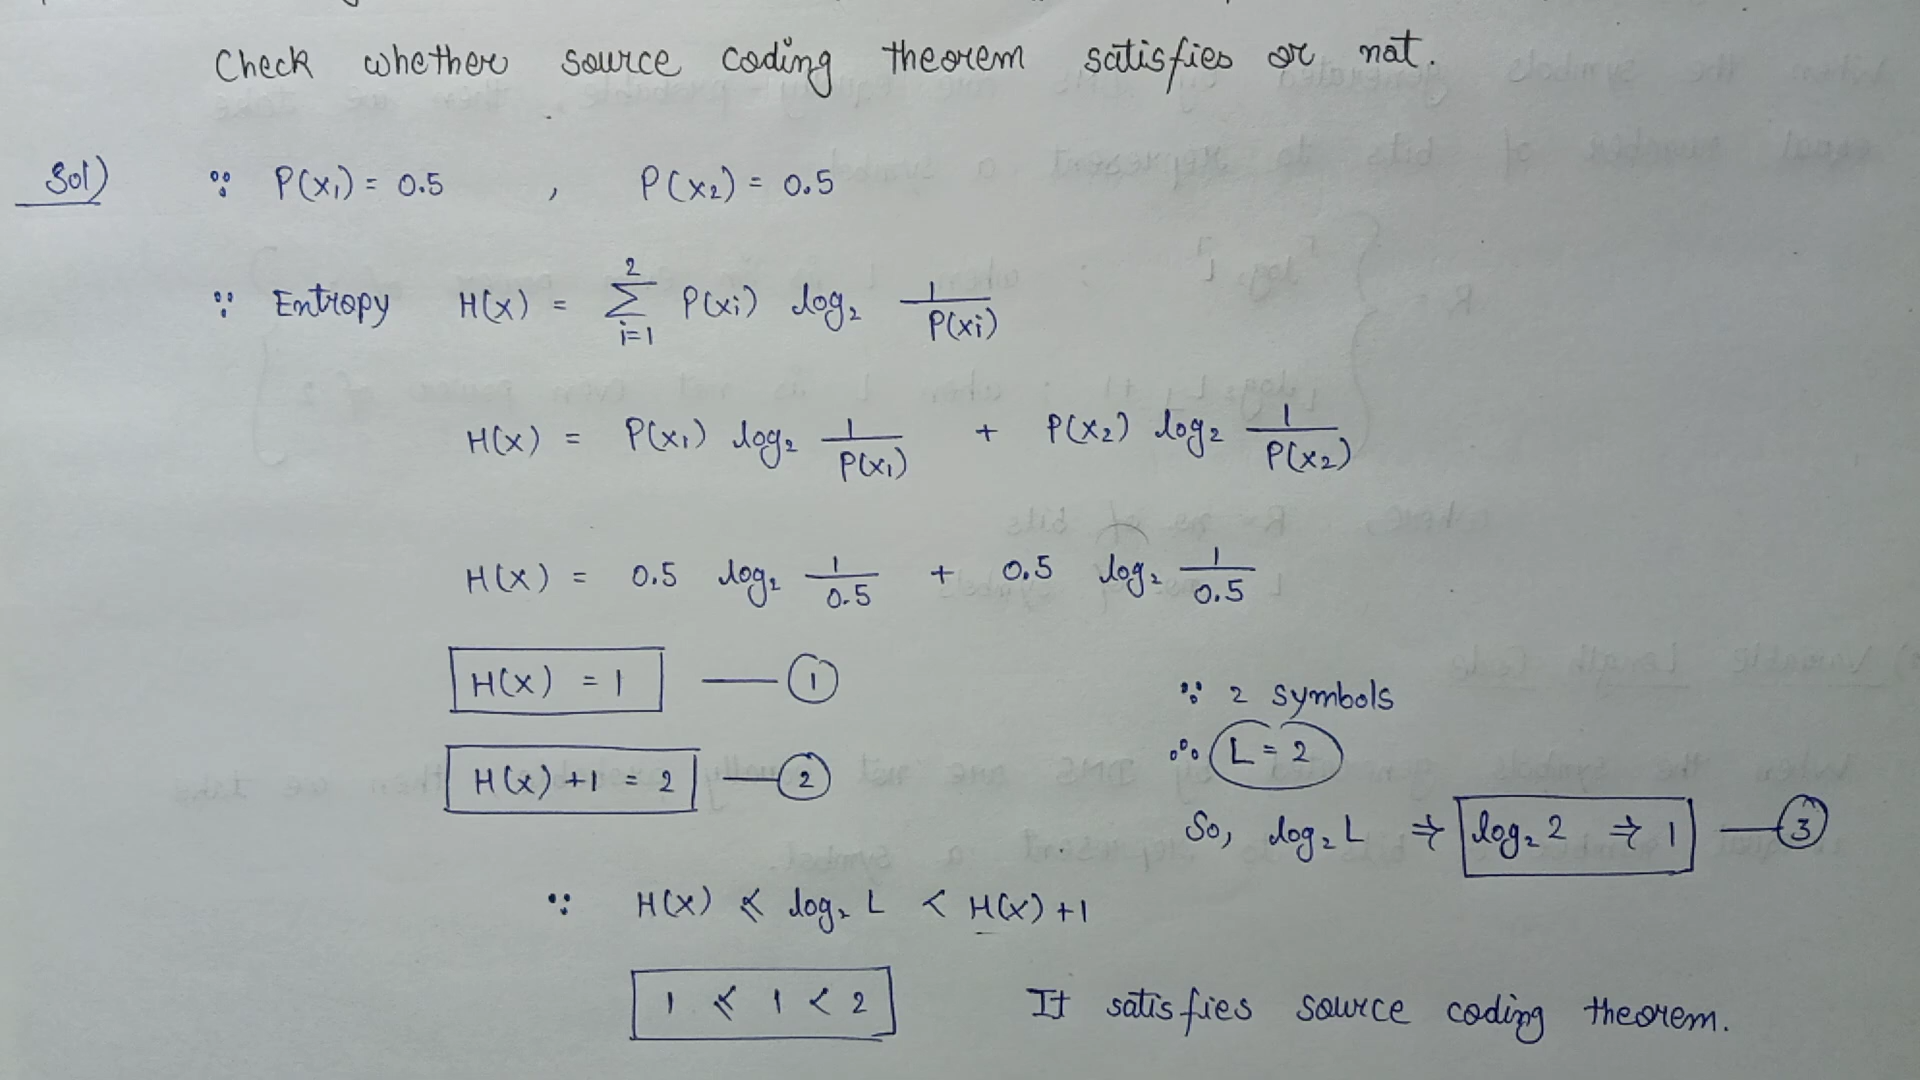 Check whether source coding theorem satisfies or not.
Sol) ∵ P(x₁) = 0.5 , P(x₂) = 0.5
∵ Entropy H(x) = ∑_{i=1}^{2} P(xi) log₂ 1/P(xi)
H(x) = P(x₁) log₂ 1/P(x₁) + P(x₂) log₂ 1/P(x₂)
H(x) = 0.5 log₂ 1/0.5 + 0.5 log₂ 1/0.5
H(x) = 1 — ①
∵ 2 symbols
H(x)+1 = 2 — ②
∴ L = 2
So, log₂ L ⇒ log₂ 2 ⇒ 1 — ③
∵ H(x) ≤ log₂ L < H(x)+1
1 ≤ 1 < 2 It satisfies source coding theorem.